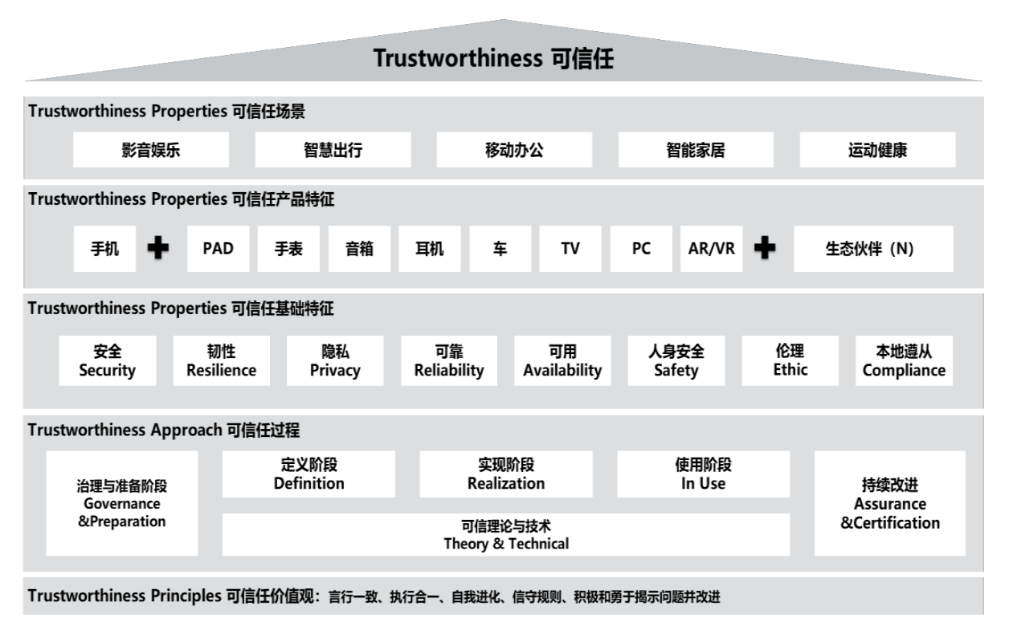 Trustworthiness 可信任
Trustworthiness Properties 可信任场景
影音娱乐
智慧出行
移动办公
智能家居
运动健康
Trustworthiness Properties 可信任产品特征
手机
PAD
手表
音箱
耳机
车
TV
PC
AR/VR
生态伙伴（N）
Trustworthiness Properties 可信任基础特征
安全
Security
韧性
Resilience
隐私
Privacy
可靠
Reliability
可用
Availability
人身安全
Safety
伦理
Ethic
本地遵从
Compliance
Trustworthiness Approach 可信任过程
治理与准备阶段
Governance
&Preparation
定义阶段
Definition
实现阶段
Realization
使用阶段
In Use
可信理论与技术
Theory & Technical
持续改进
Assurance
&Certification
Trustworthiness Principles 可信任价值观：言行一致、执行合一、自我进化、信守规则、积极和勇于揭示问题并改进